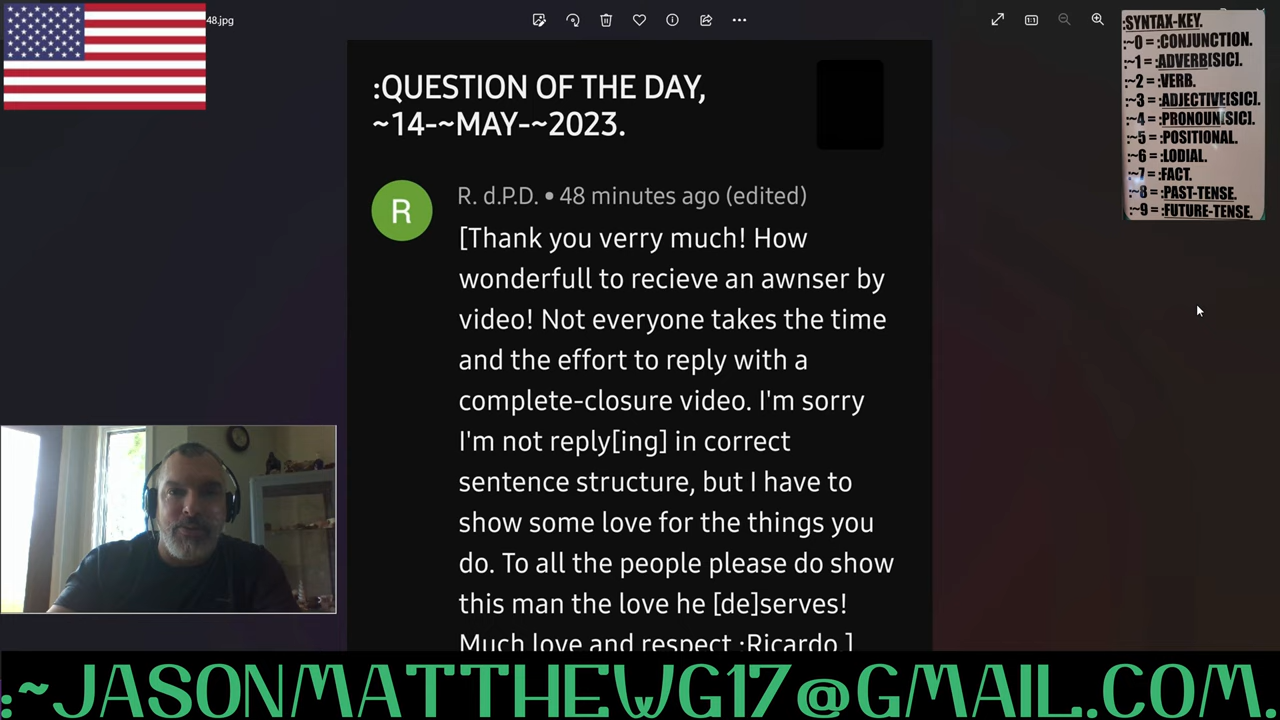 48.jpg
:SYNTAX-KEY.
:~0 = :CONJUNCTION.
:~1 = :ADVERB[SIC].
:~2 = :VERB.
:~3 = :ADJECTIVE[SIC].
:~4 = :PRONOUN[SIC].
:~5 = :POSITIONAL.
:~6 = :LODIAL.
:~7 = :FACT.
:~8 = :PAST-TENSE.
:~9 = :FUTURE-TENSE.
:QUESTION OF THE DAY,
~14-~MAY-~2023.
R
R. d.P.D. • 48 minutes ago (edited)
[Thank you verry much! How
wonderfull to recieve an awnser by
video! Not everyone takes the time
and the effort to reply with a
complete-closure video. I'm sorry
I'm not reply[ing] in correct
sentence structure, but I have to
show some love for the things you
do. To all the people please do show
this man the love he [de]serves!
Much love and respect :Ricardo.]
:~JASONMATTHEWG17@GMAIL.COM.